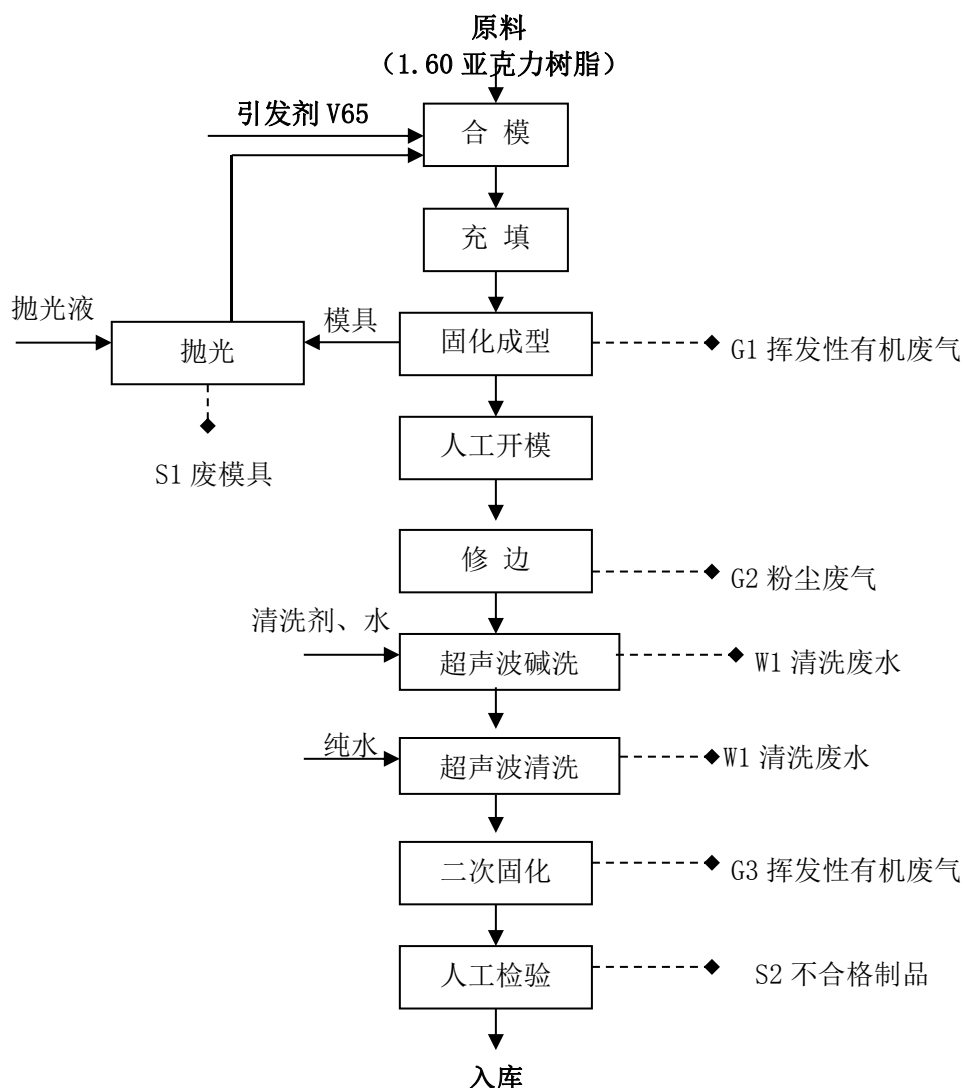 原料
（1.60 亚克力树脂）
引发剂 V65
合 模
充 填
抛光液
抛光
模具
固化成型
G1 挥发性有机废气
人工开模
S1 废模具
修 边
G2 粉尘废气
清洗剂、水
超声波碱洗
W1 清洗废水
纯水
超声波清洗
W1 清洗废水
二次固化
G3 挥发性有机废气
人工检验
S2 不合格制品
入库